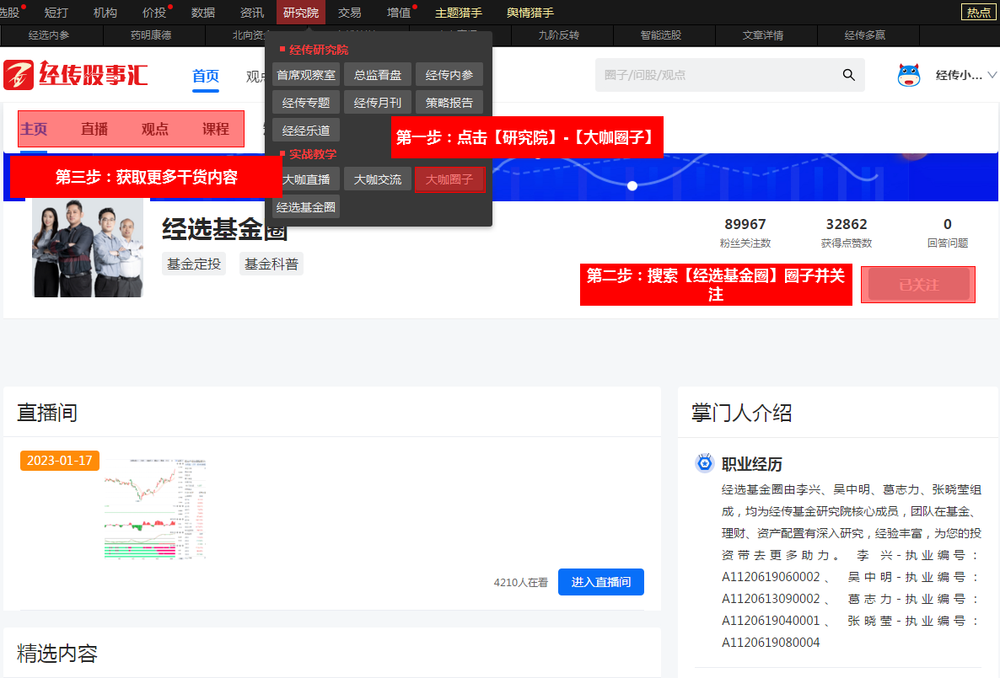 选股 短打 机构 价投 数据 资讯 研究院 交易 增值 主题猎手 舆情猎手 热点
经选内参 药明康德 北向资 九阶反转 智能选股 文章详情 经传多赢
经传股事汇 首页 观点 圈子/问股/观点 经传小...
经传研究院
首席观察室 总监看盘 经传内参
经传专题 经传月刊 策略报告
经经乐道
实战教学
大咖直播 大咖交流 大咖圈子
经选基金圈
主页 直播 观点 课程
第一步：点击【研究院】-【大咖圈子】
第三步：获取更多干货内容
经选基金圈
基金定投 基金科普
89967 32862 0
粉丝关注数 获得点赞数 回答问题
第二步：搜索【经选基金圈】圈子并关
注
已关注
直播间
2023-01-17
4210人在看 进入直播间
精选内容
掌门人介绍
职业经历
经选基金圈由李兴、吴中明、葛志力、张晓莹组
成，均为经传基金研究院核心成员，团队在基金、
理财、资产配置有深入研究，经验丰富，为您的投
资带去更多助力。 李 兴-执业编号：
A1120619060002、 吴中明-执业编号：
A1120613090002、 葛志力-执业编号：
A1120619040001、 张晓莹-执业编号：
A1120619080004